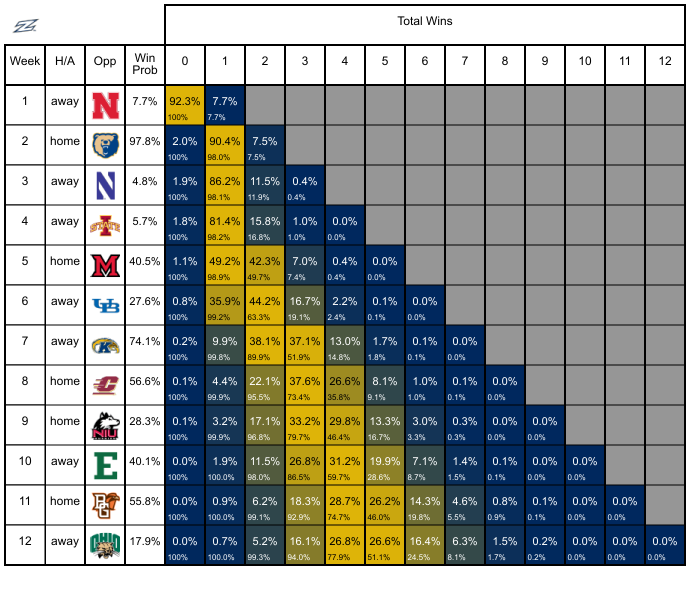 Total Wins
Week H/A Opp Win Prob 0 1 2 3 4 5 6 7 8 9 10 11 12
1 away N 7.7% 92.3% 7.7%
100% 7.7%
2 home 97.8% 2.0% 90.4% 7.5%
100% 98.0% 7.5%
3 away N 4.8% 1.9% 86.2% 11.5% 0.4%
100% 98.1% 11.9% 0.4%
4 away STATE 5.7% 1.8% 81.4% 15.8% 1.0% 0.0%
100% 98.2% 16.8% 1.0% 0.0%
5 home M 40.5% 1.1% 49.2% 42.3% 7.0% 0.4% 0.0%
100% 98.9% 49.7% 7.4% 0.4% 0.0%
6 away UB 27.6% 0.8% 35.9% 44.2% 16.7% 2.2% 0.1% 0.0%
100% 99.2% 63.3% 19.1% 2.4% 0.1% 0.0%
7 away K 74.1% 0.2% 9.9% 38.1% 37.1% 13.0% 1.7% 0.1% 0.0%
100% 99.8% 89.9% 51.9% 14.8% 1.8% 0.1% 0.0%
8 home C 56.6% 0.1% 4.4% 22.1% 37.6% 26.6% 8.1% 1.0% 0.1% 0.0%
100% 99.9% 95.5% 73.4% 35.8% 9.1% 1.0% 0.1% 0.0%
9 home NIU 28.3% 0.1% 3.2% 17.1% 33.2% 29.8% 13.3% 3.0% 0.3% 0.0% 0.0%
100% 99.9% 96.8% 79.7% 46.4% 16.7% 3.3% 0.3% 0.0% 0.0%
10 away E 40.1% 0.0% 1.9% 11.5% 26.8% 31.2% 19.9% 7.1% 1.4% 0.1% 0.0% 0.0%
100% 100.0% 98.0% 86.5% 59.7% 28.6% 8.7% 1.5% 0.1% 0.0% 0.0%
11 home BG 55.8% 0.0% 0.9% 6.2% 18.3% 28.7% 26.2% 14.3% 4.6% 0.8% 0.1% 0.0% 0.0%
100% 100.0% 99.1% 92.9% 74.7% 46.0% 19.8% 5.5% 0.9% 0.1% 0.0% 0.0%
12 away OHIO 17.9% 0.0% 0.7% 5.2% 16.1% 26.8% 26.6% 16.4% 6.3% 1.5% 0.2% 0.0% 0.0% 0.0%
100% 100.0% 99.3% 94.0% 77.9% 51.1% 24.5% 8.1% 1.7% 0.2% 0.0% 0.0% 0.0%